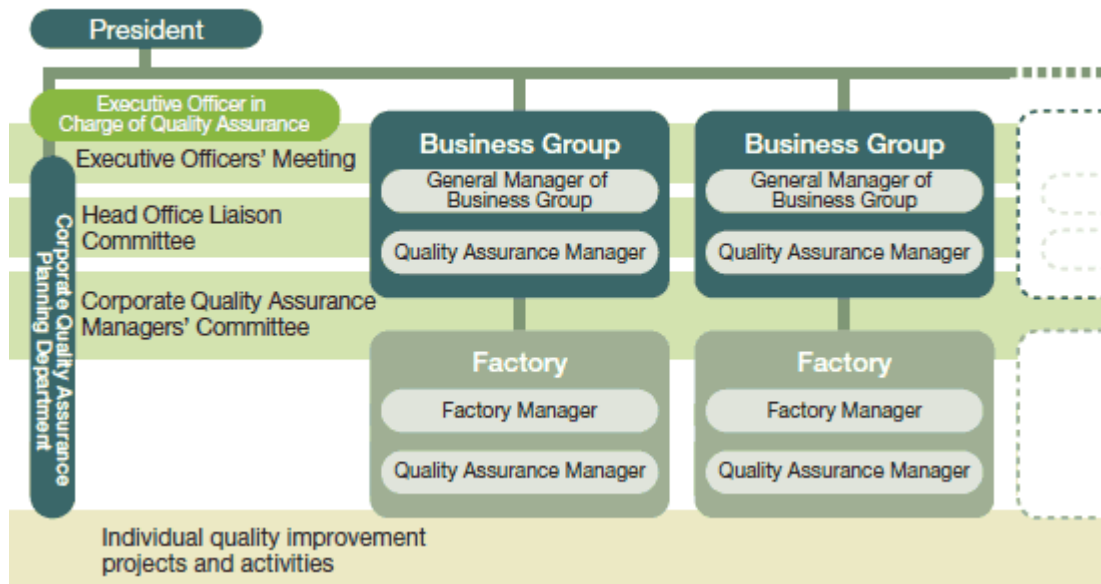 President
Executive Officer in
Charge of Quality Assurance
Executive Officers' Meeting
Head Office Liaison
Committee
Corporate Quality Assurance
Managers' Committee
Corporate Quality Assurance
Planning Department
Business Group
General Manager of
Business Group
Quality Assurance Manager
Factory
Factory Manager
Quality Assurance Manager
Business Group
General Manager of
Business Group
Quality Assurance Manager
Factory
Factory Manager
Quality Assurance Manager
Individual quality improvement
projects and activities